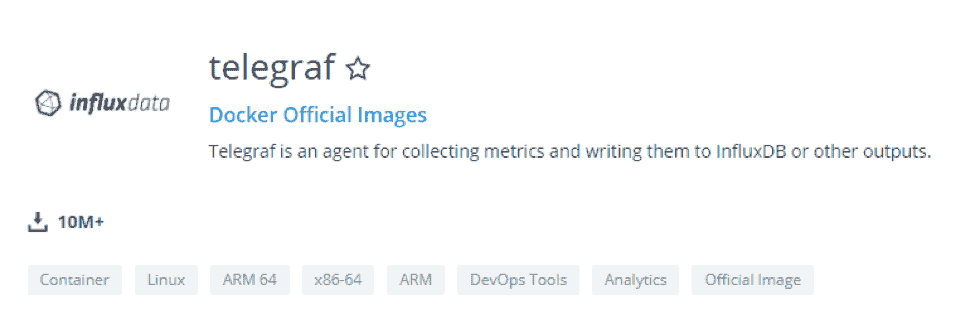 telegraf
influxdata
Docker Official Images
Telegraf is an agent for collecting metrics and writing them to InfluxDB or other outputs.
10M+
Container Linux ARM 64 x86-64 ARM DevOps Tools Analytics Official Image